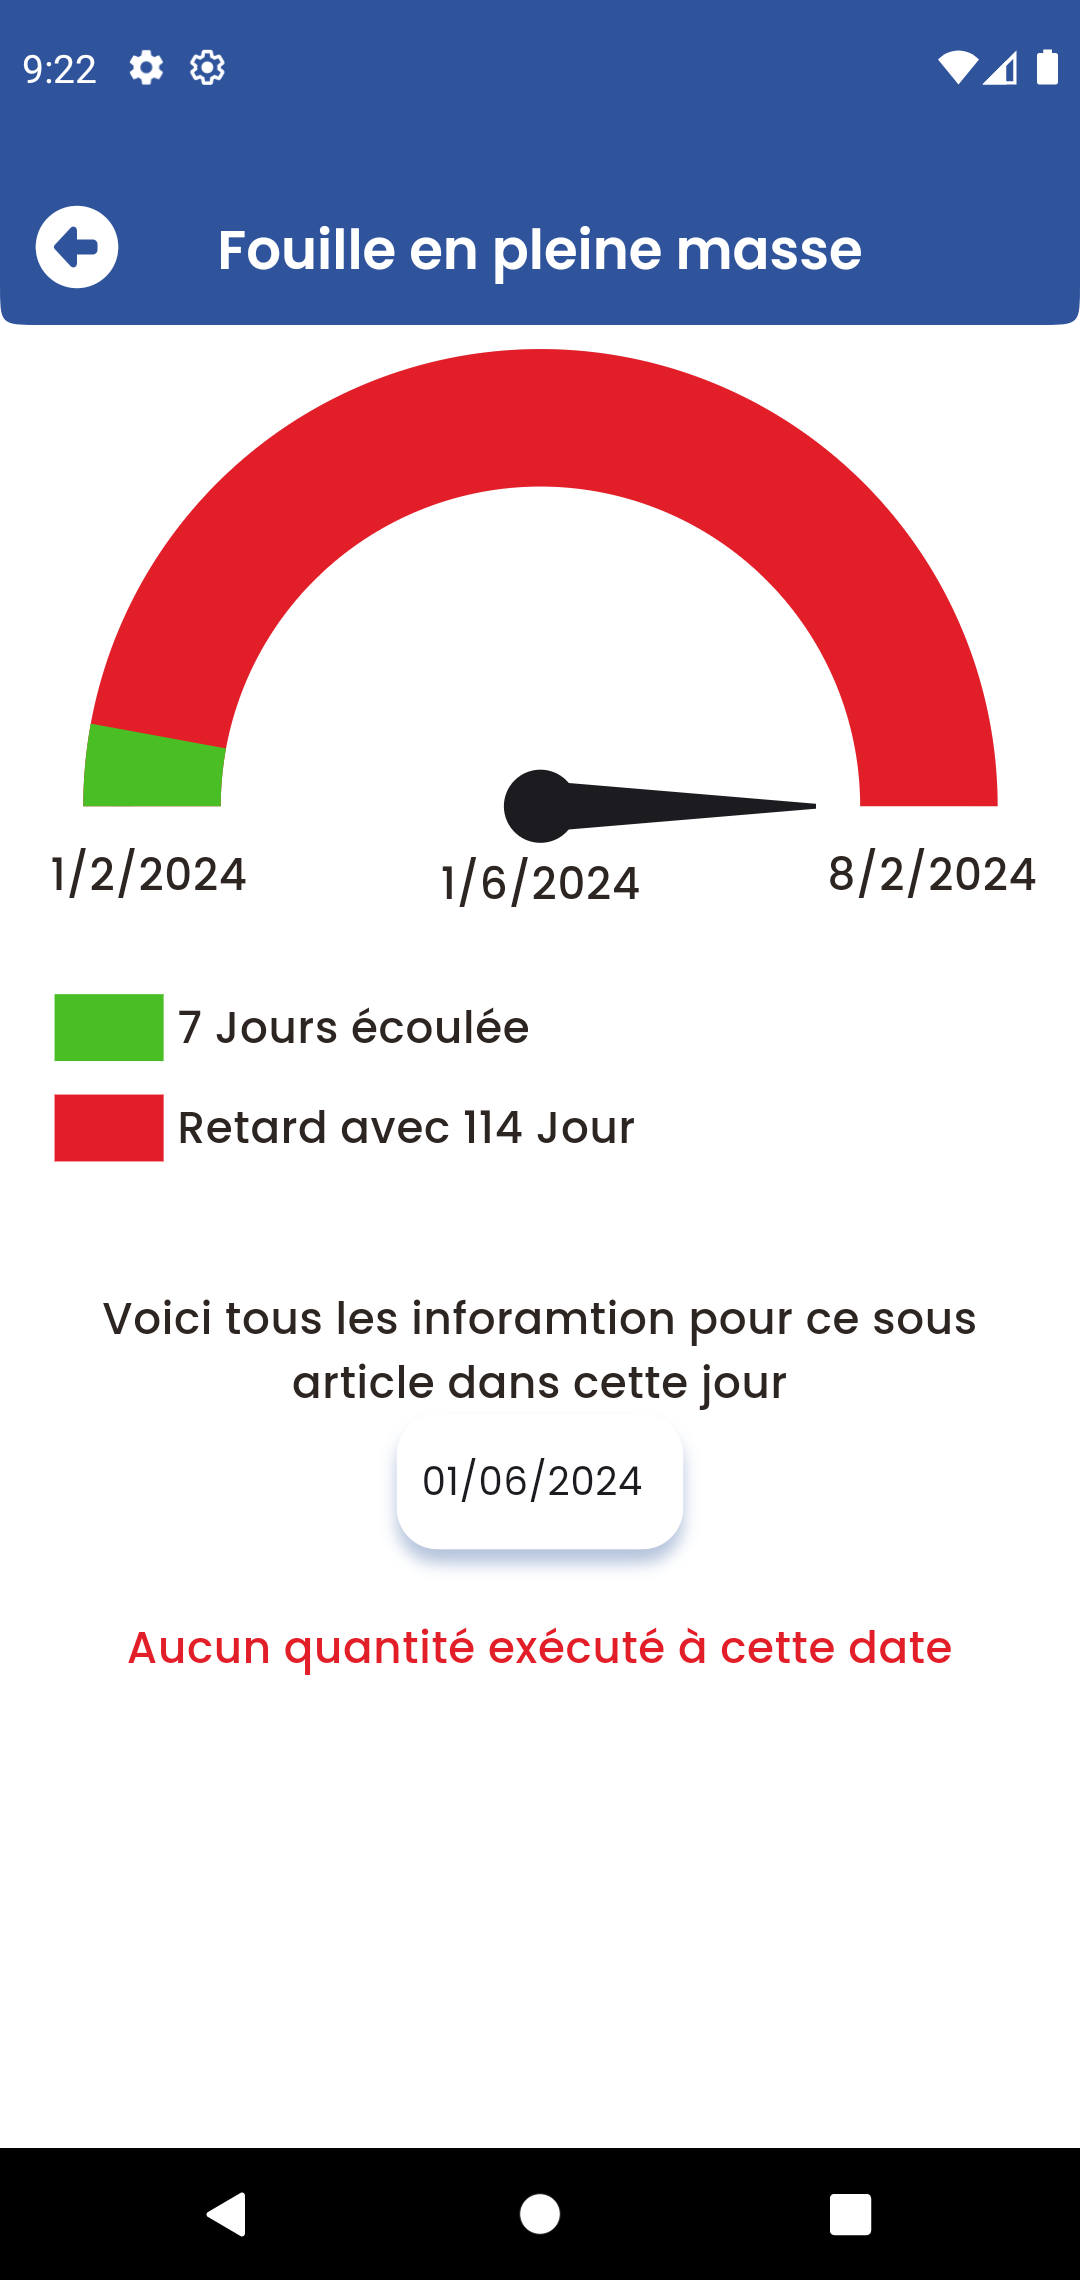 9:22
Fouille en pleine masse
1/2/2024
1/6/2024
8/2/2024
7 Jours écoulée
Retard avec 114 Jour
Voici tous les inforamtion pour ce sous
article dans cette jour
01/06/2024
Aucun quantité exécuté à cette date